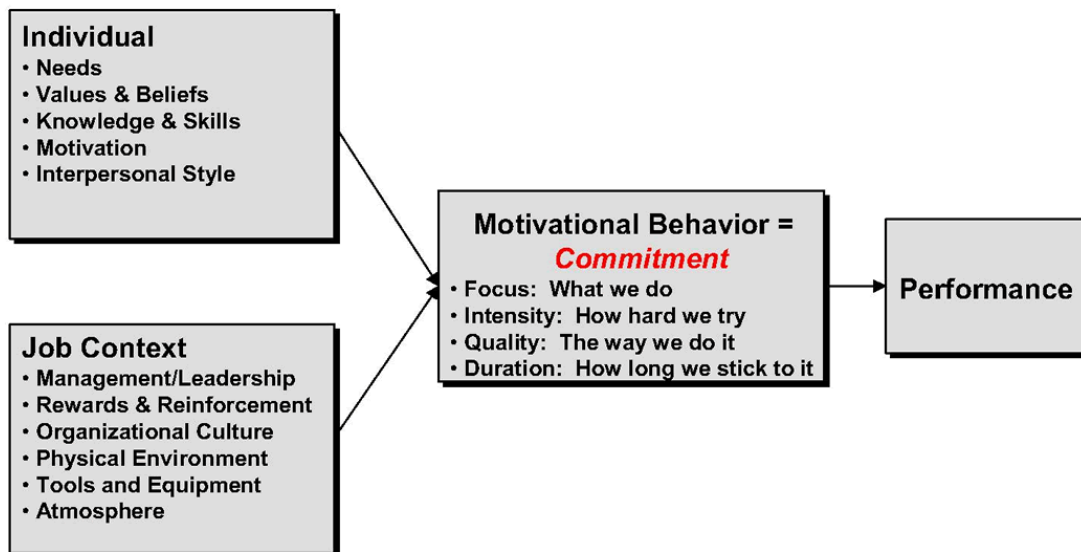 Individual
• Needs
• Values & Beliefs
• Knowledge & Skills
• Motivation
• Interpersonal Style
Job Context
• Management/Leadership
• Rewards & Reinforcement
• Organizational Culture
• Physical Environment
• Tools and Equipment
• Atmosphere
Motivational Behavior =
Commitment
• Focus: What we do
• Intensity: How hard we try
• Quality: The way we do it
• Duration: How long we stick to it
Performance